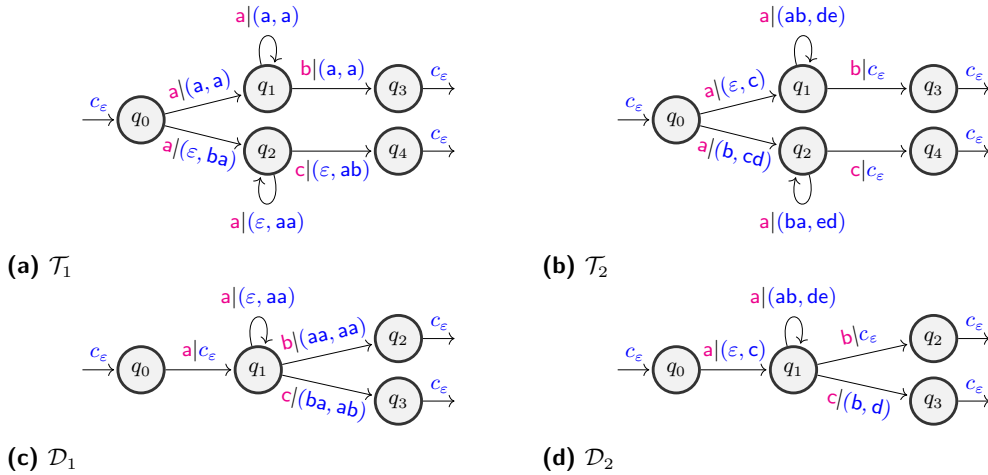 a|(a, a)
a|(ab, de)
b|(a, a)
c_ε
b|c_ε
c_ε
q_1
q_3
q_1
q_3
c_ε
a|(a, a)
c_ε
a|(ε, c)
q_0
q_0
a|(ε, ba)
c_ε
a|(b, cd)
c_ε
q_2
q_4
q_2
q_4
c|(ε, ab)
c|c_ε
a|(ε, aa)
a|(ba, ed)
(a) 𝒯_1
(b) 𝒯_2
a|(ε, aa)
a|(ab, de)
b|(aa, aa)
c_ε
b|c_ε
c_ε
q_2
q_2
c_ε
a|c_ε
c_ε
a|(ε, c)
q_0
q_1
q_0
q_1
c_ε
c_ε
c|(ba, ab)
q_3
c|(b, d)
q_3
(c) 𝒟_1
(d) 𝒟_2